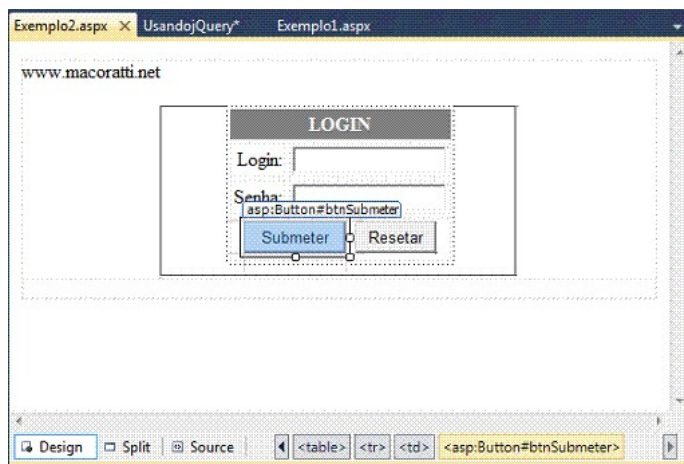 Exemplo2.aspx UsandojQuery* Exemplo1.aspx
www.macoratti.net
LOGIN
Login:
Senha:
asp:Button#btnSubmeter
Submeter Resetar
Design Split Source <table> <tr> <td> <asp:Button#btnSubmeter>